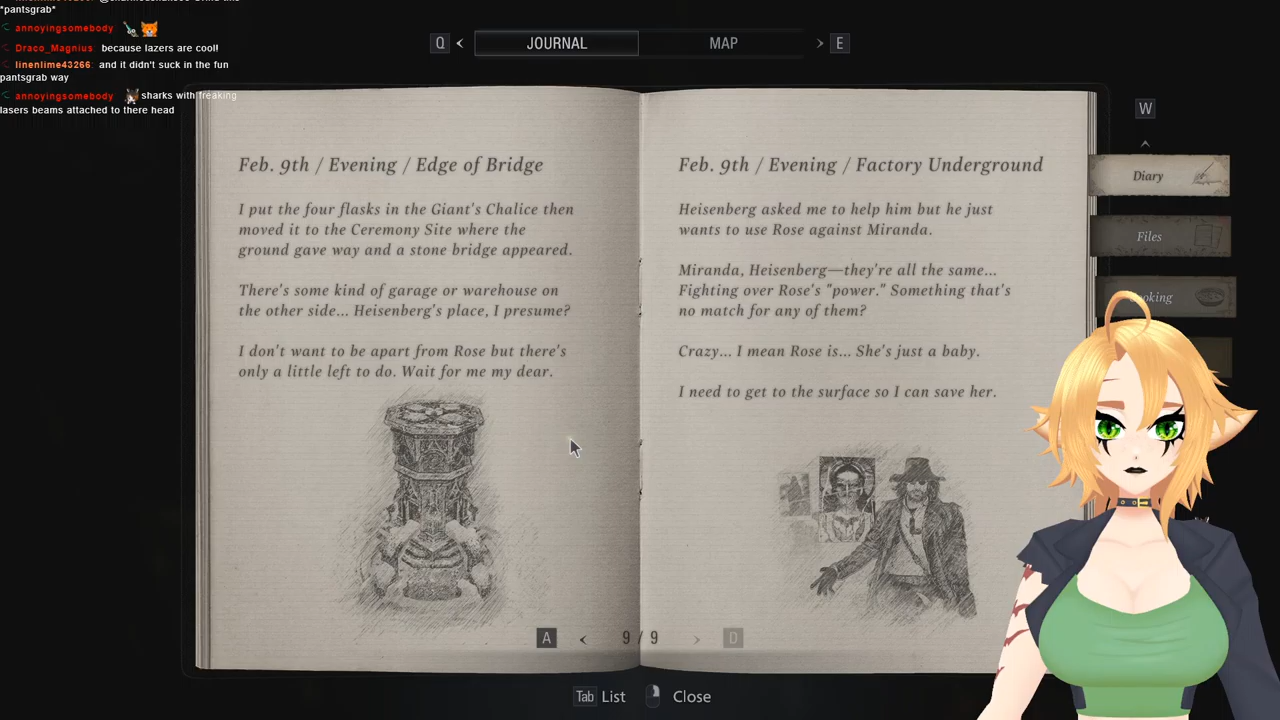 *pantsgrab*
annoyingsomebody
Draco_Magnius because lazers are cool!
linenlime43266: and it didn't suck in the fun
pantsgrab way
annoyingsomebody sharks with freaking
lasers beams attached to there head
Q < JOURNAL MAP > E
W
Diary
Files
Feb. 9th / Evening / Edge of Bridge
I put the four flasks in the Giant's Chalice then
moved it to the Ceremony Site where the
ground gave way and a stone bridge appeared.
There's some kind of garage or warehouse on
the other side... Heisenberg's place, I presume?
I don't want to be apart from Rose but there's
only a little left to do. Wait for me my dear.
Feb. 9th / Evening / Factory Underground
Heisenberg asked me to help him but he just
wants to use Rose against Miranda.
Miranda, Heisenberg—they're all the same...
Fighting over Rose's "power." Something that's
no match for any of them?
Crazy... I mean Rose is... She's just a baby.
I need to get to the surface so I can save her.
A < 9 / 9 > D
Tab List Close